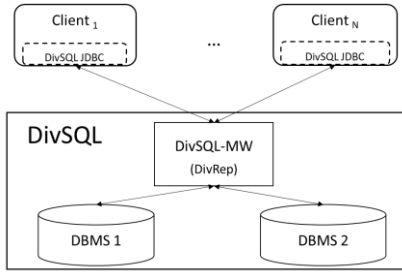 Client 1
DivSQL JDBC
...
Client N
DivSQL JDBC
DivSQL
DivSQL-MW
(DivRep)
DBMS 1
DBMS 2